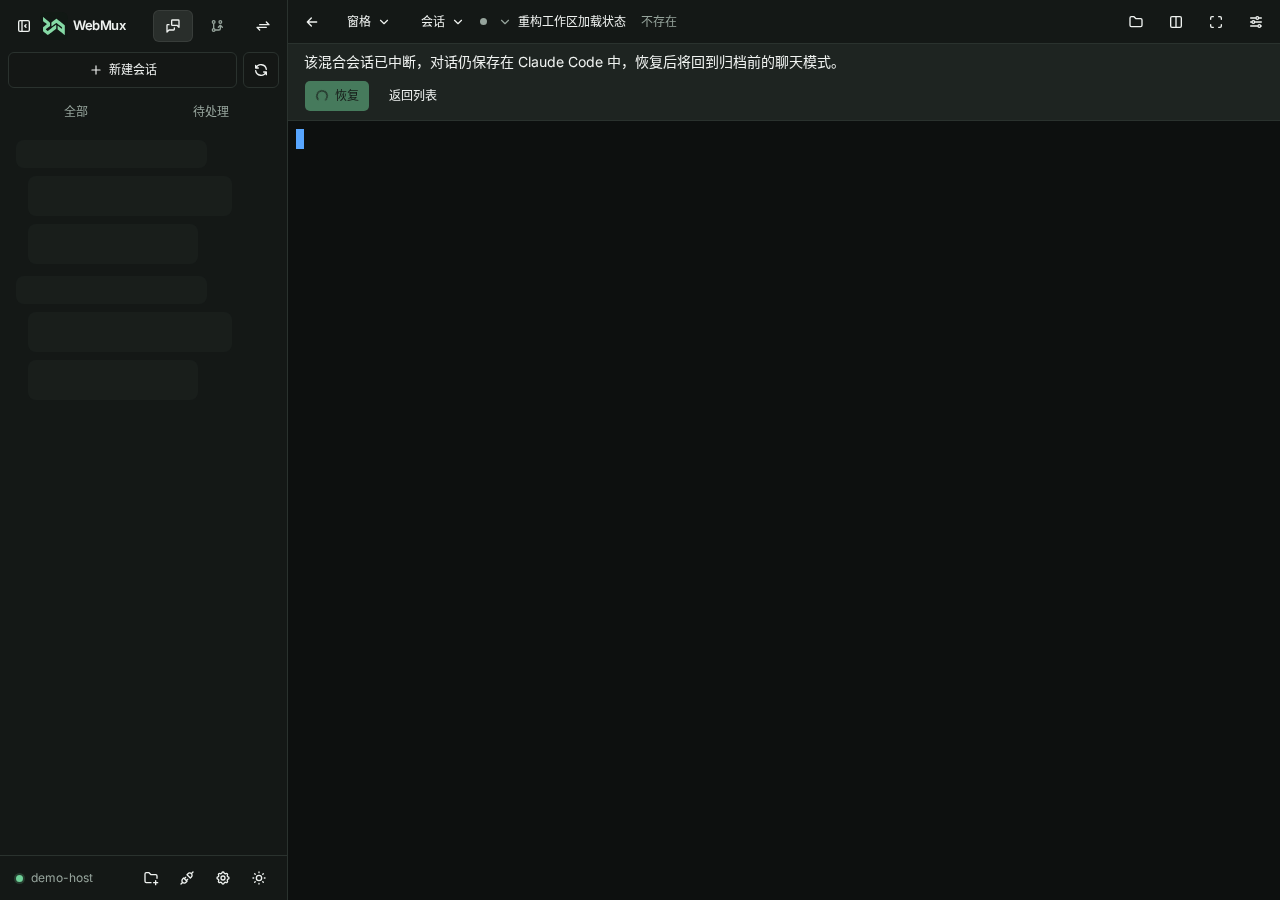 WebMux
新建会话
全部 待处理
demo-host
窗格 会话 重构工作区加载状态 不存在
该混合会话已中断，对话仍保存在 Claude Code 中，恢复后将回到归档前的聊天模式。
恢复 返回列表